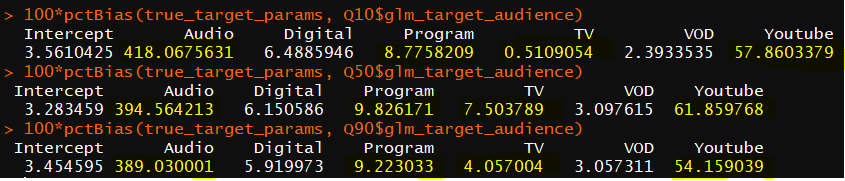 > 100*pctBias(true_target_params, Q10$glm_target_audience)
Intercept Audio Digital Program TV VOD Youtube
3.5610425 418.0675631 6.4885946 8.7758209 0.5109054 2.3933535 57.8603379
> 100*pctBias(true_target_params, Q50$glm_target_audience)
Intercept Audio Digital Program TV VOD Youtube
3.283459 394.564213 6.150586 9.826171 7.503789 3.097615 61.859768
> 100*pctBias(true_target_params, Q90$glm_target_audience)
Intercept Audio Digital Program TV VOD Youtube
3.454595 389.030001 5.919973 9.223033 4.057004 3.057311 54.159039